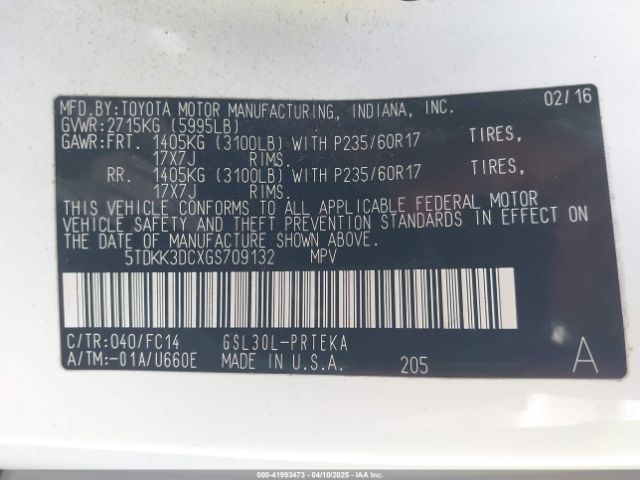 MFD.BY:TOYOTA MOTOR MANUFACTURING, INDIANA, INC. 02/16
GVWR:2715KG (5995LB)
GAWR:FRT. 1405KG (3100LB) WITH P235/60R17 TIRES,
17X7J RIMS.
RR. 1405KG (3100LB) WITH P235/60R17 TIRES,
17X7J RIMS.
THIS VEHICLE CONFORMS TO ALL APPLICABLE FEDERAL MOTOR
VEHICLE SAFETY AND THEFT PREVENTION STANDARDS IN EFFECT ON
THE DATE OF MANUFACTURE SHOWN ABOVE.
5TDKK3DCXGS709132 MPV
C/TR:040/FC14 GSL30L-PRTEKA
A/TM:-01A/U660E MADE IN U.S.A. 205 A
000-41993473 - 04/10/2025 - IAA Corp.